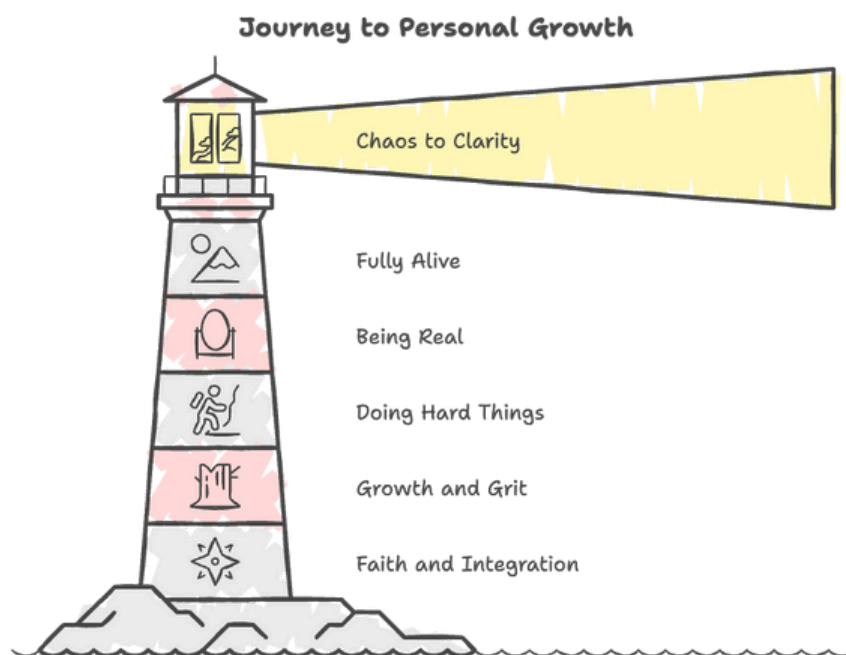 Journey to Personal Growth
Chaos to Clarity
Fully Alive
Being Real
Doing Hard Things
Growth and Grit
Faith and Integration